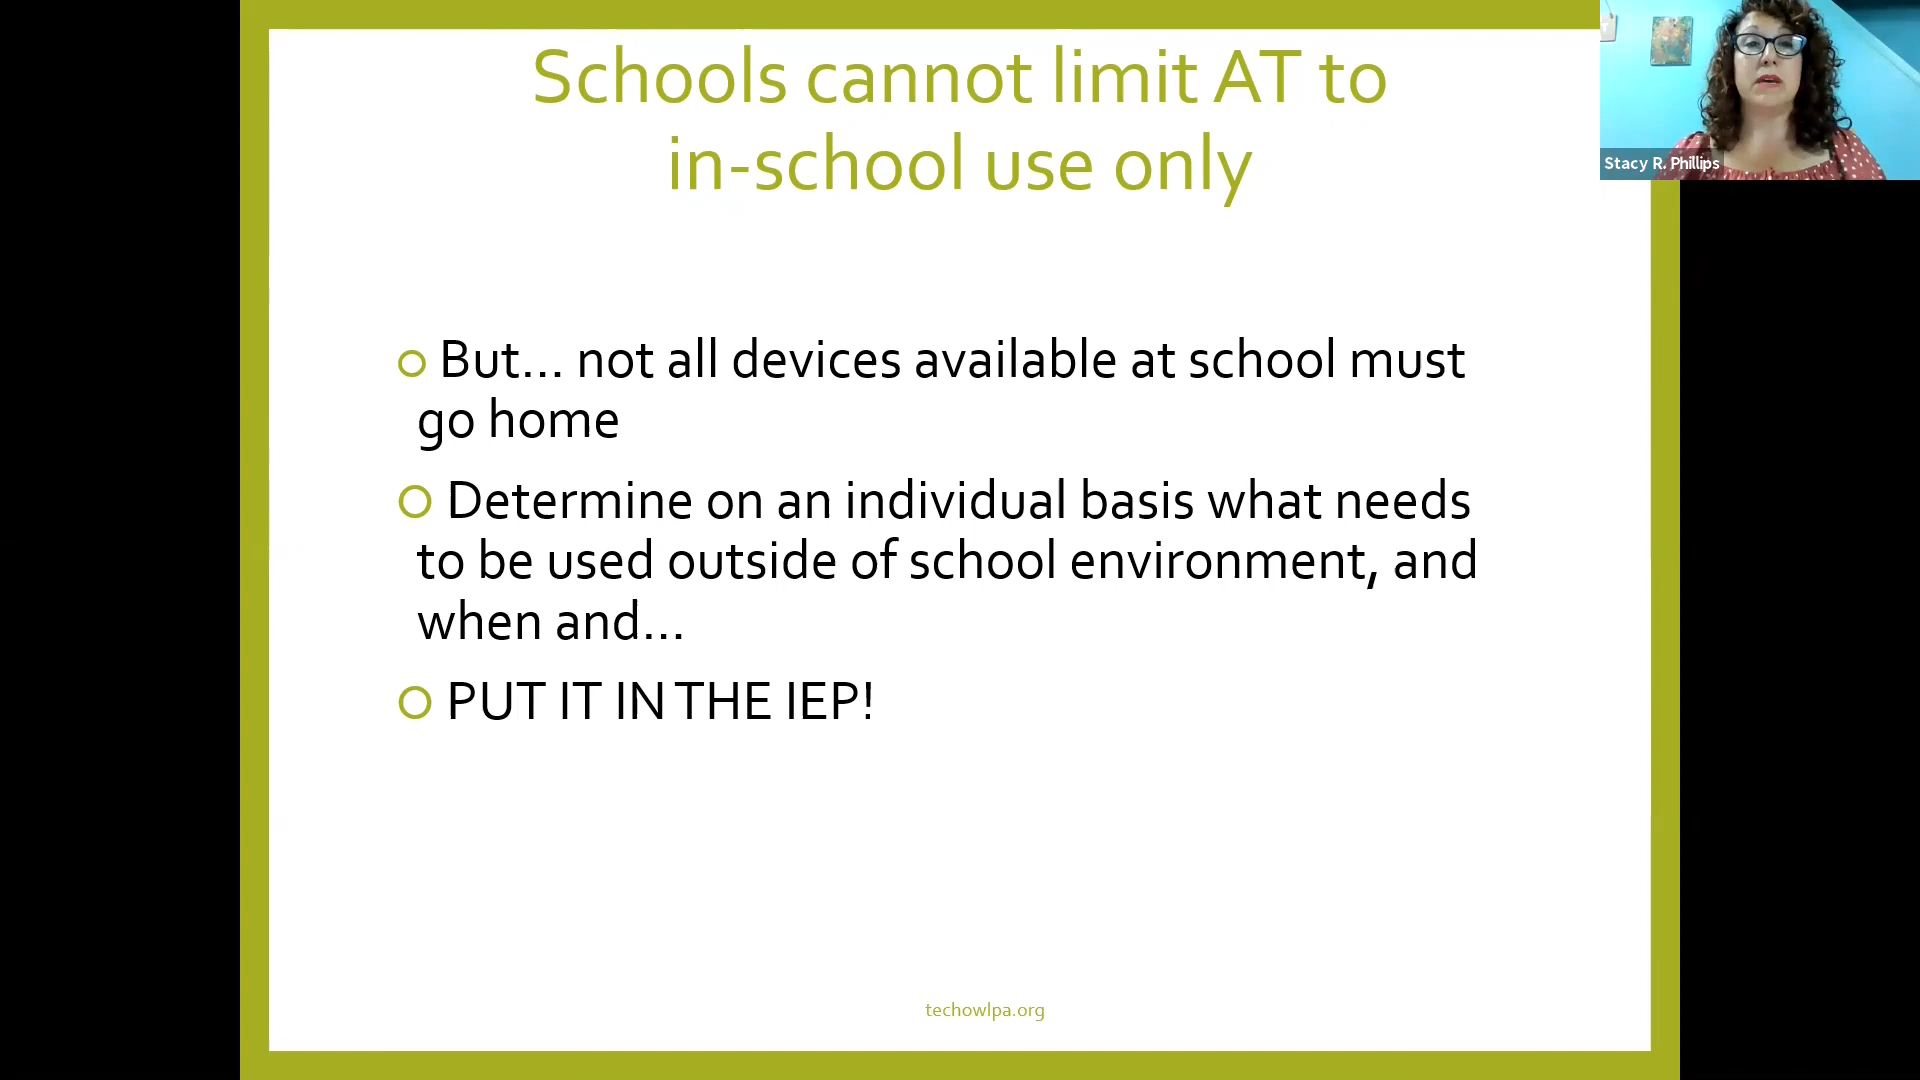 Schools cannot limit AT to
in-school use only
Stacy R. Phillips
But... not all devices available at school must
go home
Determine on an individual basis what needs
to be used outside of school environment, and
when and...
PUT IT IN THE IEP!
techowlpa.org